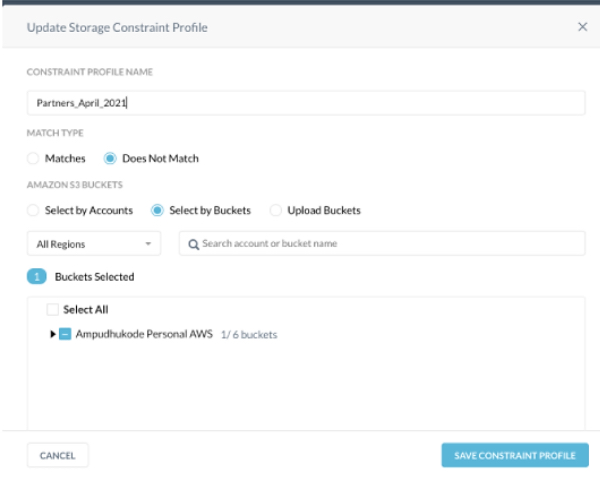 Update Storage Constraint Profile
CONSTRAINT PROFILE NAME
Partners_April_2021
MATCH TYPE
Matches Does Not Match
AMAZON S3 BUCKETS
Select by Accounts Select by Buckets Upload Buckets
All Regions Search account or bucket name
1 Buckets Selected
Select All
Ampudhukode Personal AWS 1/ 6 buckets
CANCEL SAVE CONSTRAINT PROFILE